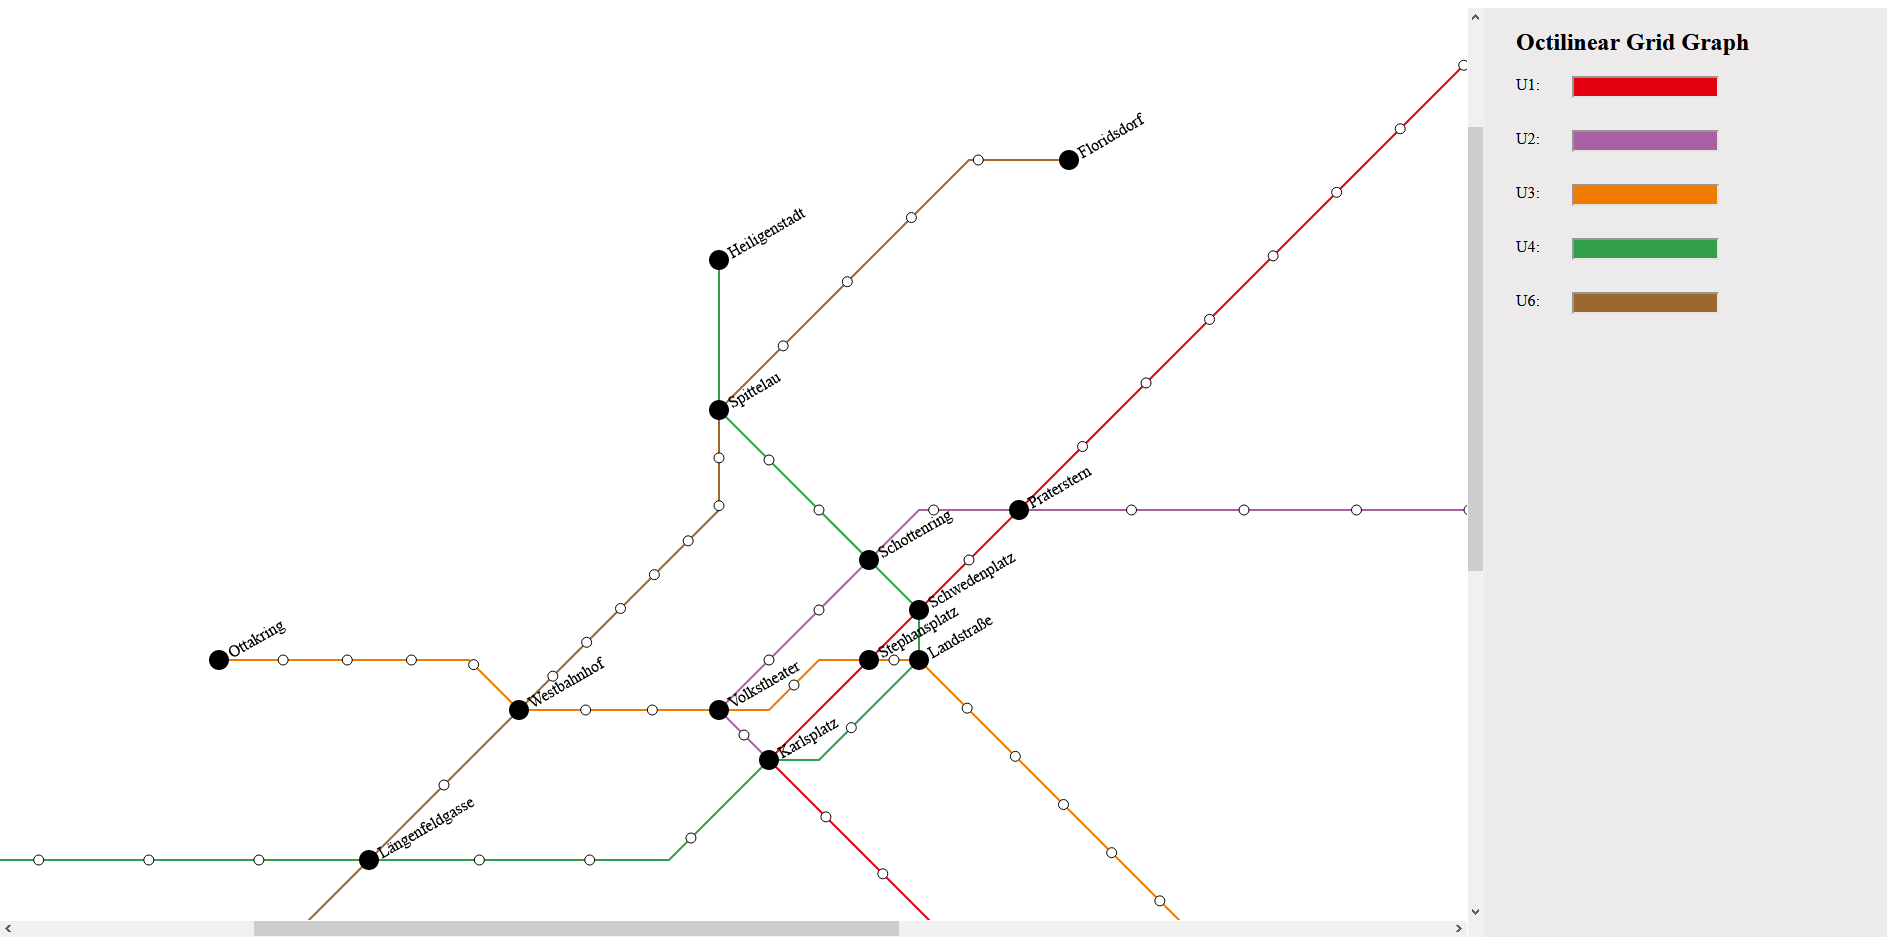 Octilinear Grid Graph
U1:
U2:
U3:
U4:
U6:
Floridsdorf
Heiligenstadt
Spittelau
Praterstern
Schottenring
Schwedenplatz
Stephansplatz
Landstraße
Ottakring
Westbahnhof
Volkstheater
Karlsplatz
Längenfeldgasse